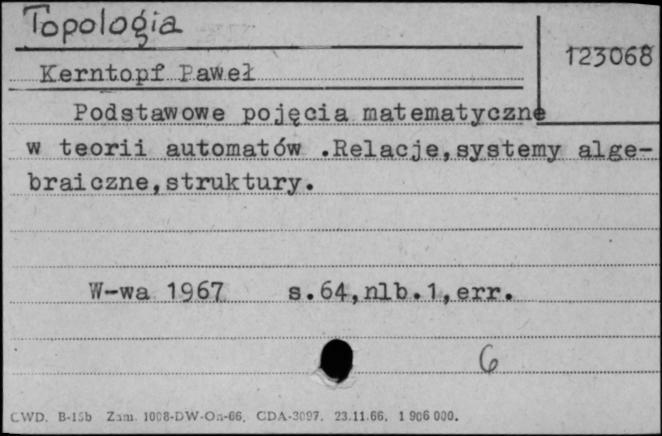 Topologia
123068
Kerntopf Paweł
Podstawowe pojęcia matematyczne
w teorii automatów .Relacje,systemy alge-
braiczne,struktury.
W-wa 1967 s.64,nlb.1,err.
6
CWD. B-15b Zam. 1008-DW-On-66. CDA-3097. 23.11.66. 1 906 000.